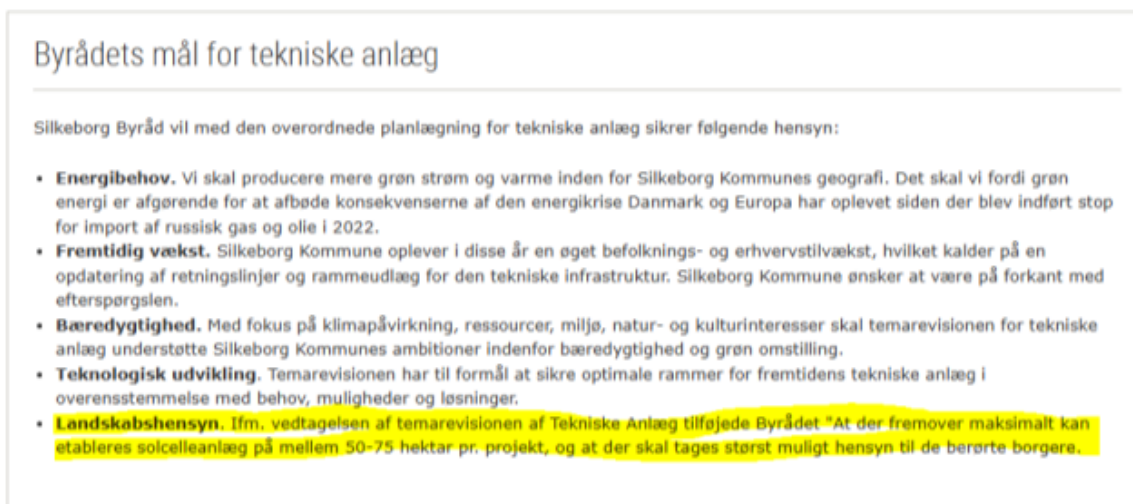 Byrådets mål for tekniske anlæg
Silkeborg Byråd vil med den overordnede planlægning for tekniske anlæg sikrer følgende hensyn:
• Energibehov. Vi skal producere mere grøn strøm og varme inden for Silkeborg Kommunes geografi. Det skal vi fordi grøn
energi er afgørende for at afbøde konsekvenserne af den energikrise Danmark og Europa har oplevet siden der blev indført stop
for import af russisk gas og olie i 2022.
• Fremtidig vækst. Silkeborg Kommune oplever i disse år en øget befolknings- og erhvervstilvækst, hvilket kalder på en
opdatering af retningslinjer og rammeudlæg for den tekniske infrastruktur. Silkeborg Kommune ønsker at være på forkant med
efterspørgslen.
• Bæredygtighed. Med fokus på klimapåvirkning, ressourcer, miljø, natur- og kulturinteresser skal temarevisionen for tekniske
anlæg understøtte Silkeborg Kommunes ambitioner indenfor bæredygtighed og grøn omstilling.
• Teknologisk udvikling. Temarevisionen har til formål at sikre optimale rammer for fremtidens tekniske anlæg i
overensstemmelse med behov, muligheder og løsninger.
• Landskabshensyn. Ifm. vedtagelsen af temarevisionen af Tekniske Anlæg tilføjede Byrådet "At der fremover maksimalt kan
etableres solcelleanlæg på mellem 50-75 hektar pr. projekt, og at der skal tages størst muligt hensyn til de berørte borgere.